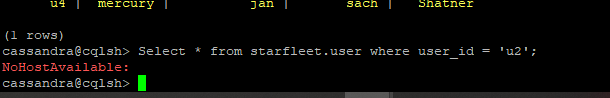 u4 | mercury | jan | sach | Shatner
(1 rows)
cassandra@cqlsh> Select * from starfleet.user where user_id = 'u2';
NoHostAvailable:
cassandra@cqlsh>